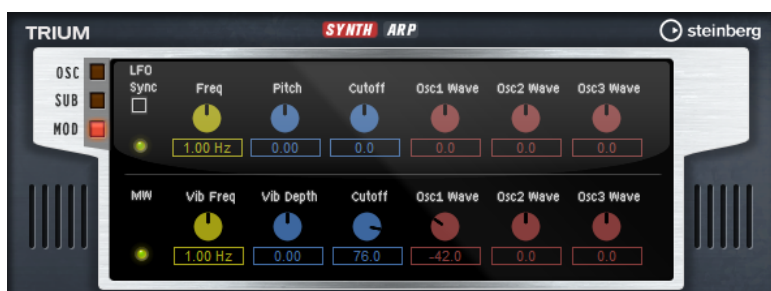 TRIUM SYNTH ARP steinberg
OSC
SUB
MOD
LFO
Sync Freq Pitch Cutoff Osc1 Wave Osc2 Wave Osc3 Wave
1.00 Hz 0.00 0.0 0.0 0.0 0.0
MW Vib Freq Vib Depth Cutoff Osc1 Wave Osc2 Wave Osc3 Wave
1.00 Hz 0.00 76.0 -42.0 0.0 0.0